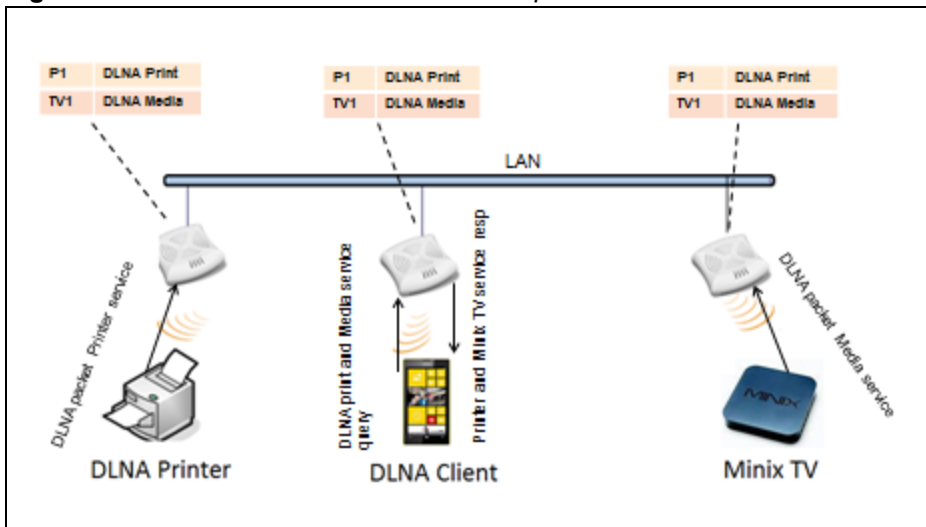 P1 DLNA Print
TV1 DLNA Media
P1 DLNA Print
TV1 DLNA Media
P1 DLNA Print
TV1 DLNA Media
LAN
DLNA packet Printer service
DLNA print and Media service
query
Printer and Minix TV service resp
DLNA packet Media service
MINIX
DLNA Printer
DLNA Client
Minix TV